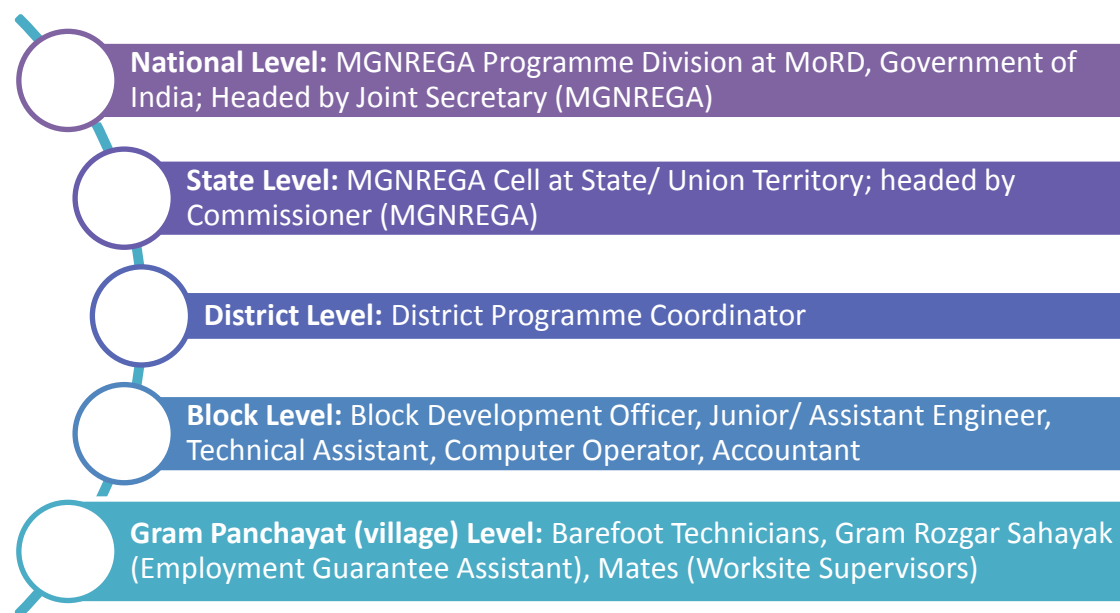 National Level: MGNREGA Programme Division at MoRD, Government of
India; Headed by Joint Secretary (MGNREGA)
State Level: MGNREGA Cell at State/ Union Territory; headed by
Commissioner (MGNREGA)
District Level: District Programme Coordinator
Block Level: Block Development Officer, Junior/ Assistant Engineer,
Technical Assistant, Computer Operator, Accountant
Gram Panchayat (village) Level: Barefoot Technicians, Gram Rozgar Sahayak
(Employment Guarantee Assistant), Mates (Worksite Supervisors)